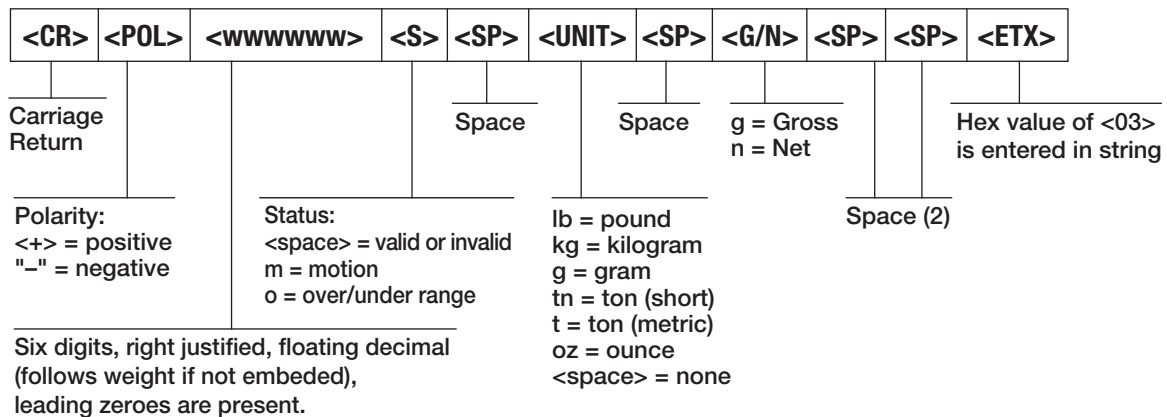 <CR> <POL> <wwwwww> <S> <SP> <UNIT> <SP> <G/N> <SP> <SP> <ETX>
Carriage
Return
Space
Space
g = Gross
n = Net
Hex value of <03>
is entered in string
Polarity:
<+> = positive
"–" = negative
Status:
<space> = valid or invalid
m = motion
o = over/under range
lb = pound
kg = kilogram
g = gram
tn = ton (short)
t = ton (metric)
oz = ounce
<space> = none
Space (2)
Six digits, right justified, floating decimal
(follows weight if not embeded),
leading zeroes are present.